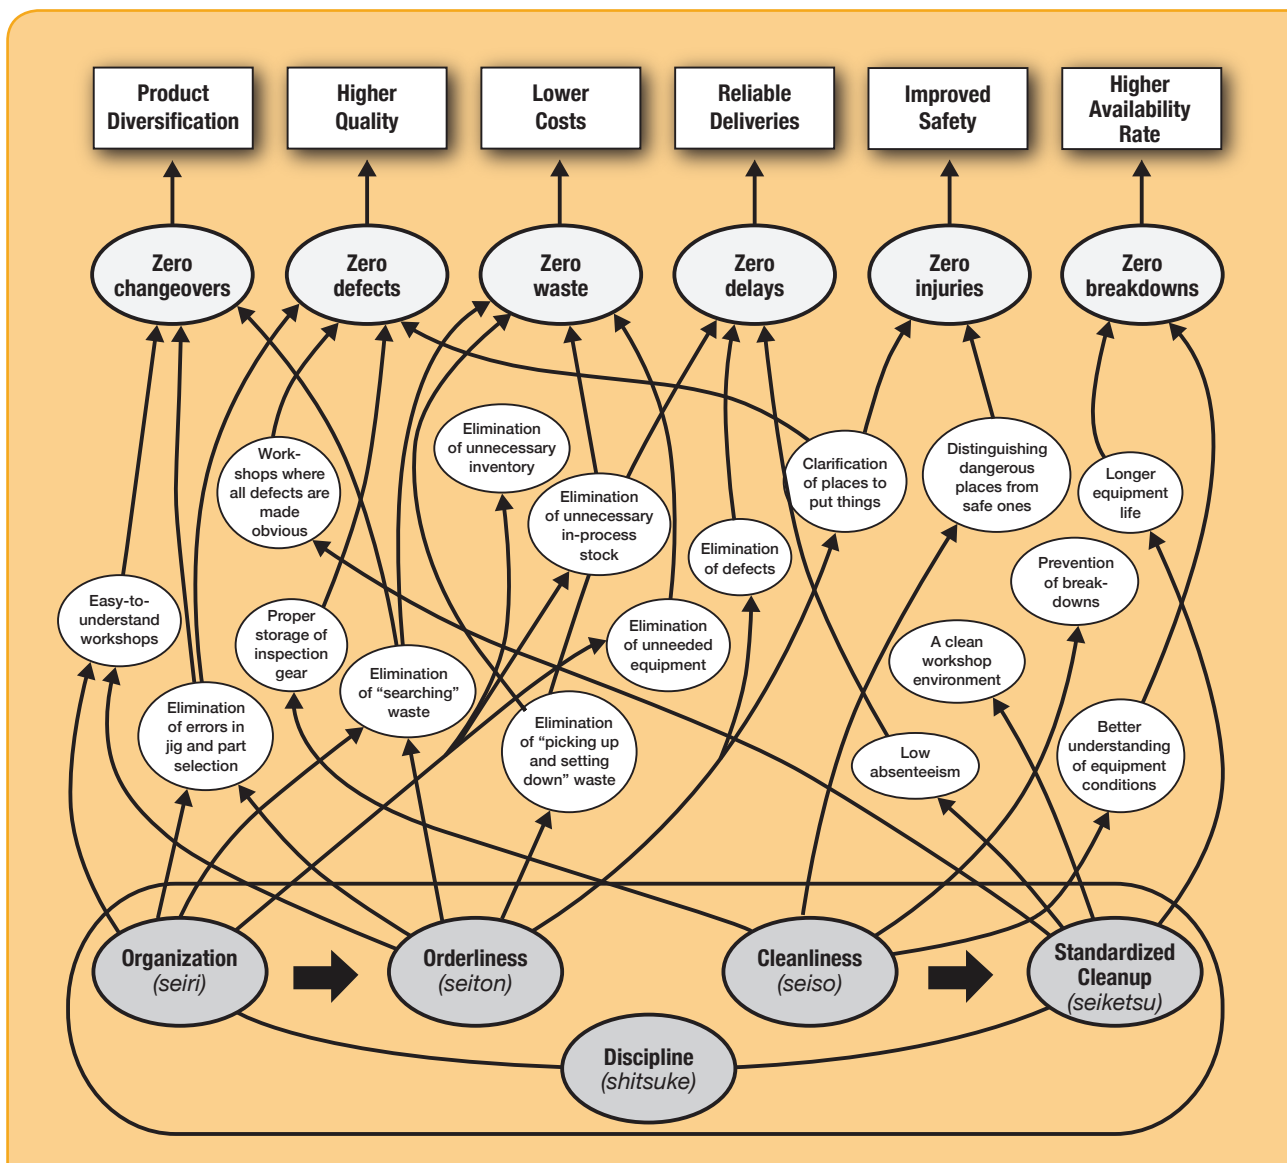 Product
Diversification
Higher
Quality
Lower
Costs
Reliable
Deliveries
Improved
Safety
Higher
Availability
Rate
Zero
changeovers
Zero
defects
Zero
waste
Zero
delays
Zero
injuries
Zero
breakdowns
Work-
shops where
all defects are
made
obvious
Elimination
of unnecessary
inventory
Elimination
of unnecessary
in-process
stock
Clarification
of places to
put things
Distinguishing
dangerous
places from
safe ones
Longer
equipment
life
Elimination
of defects
Prevention
of break-
downs
Easy-to-
understand
workshops
Proper
storage of
inspection
gear
Elimination
of unneeded
equipment
A clean
workshop
environment
Elimination
of “searching”
waste
Elimination
of errors in
jig and part
selection
Elimination
of “picking up
and setting
down” waste
Low
absenteeism
Better
understanding
of equipment
conditions
Organization
(seiri)
Orderliness
(seiton)
Cleanliness
(seiso)
Standardized
Cleanup
(seiketsu)
Discipline
(shitsuke)